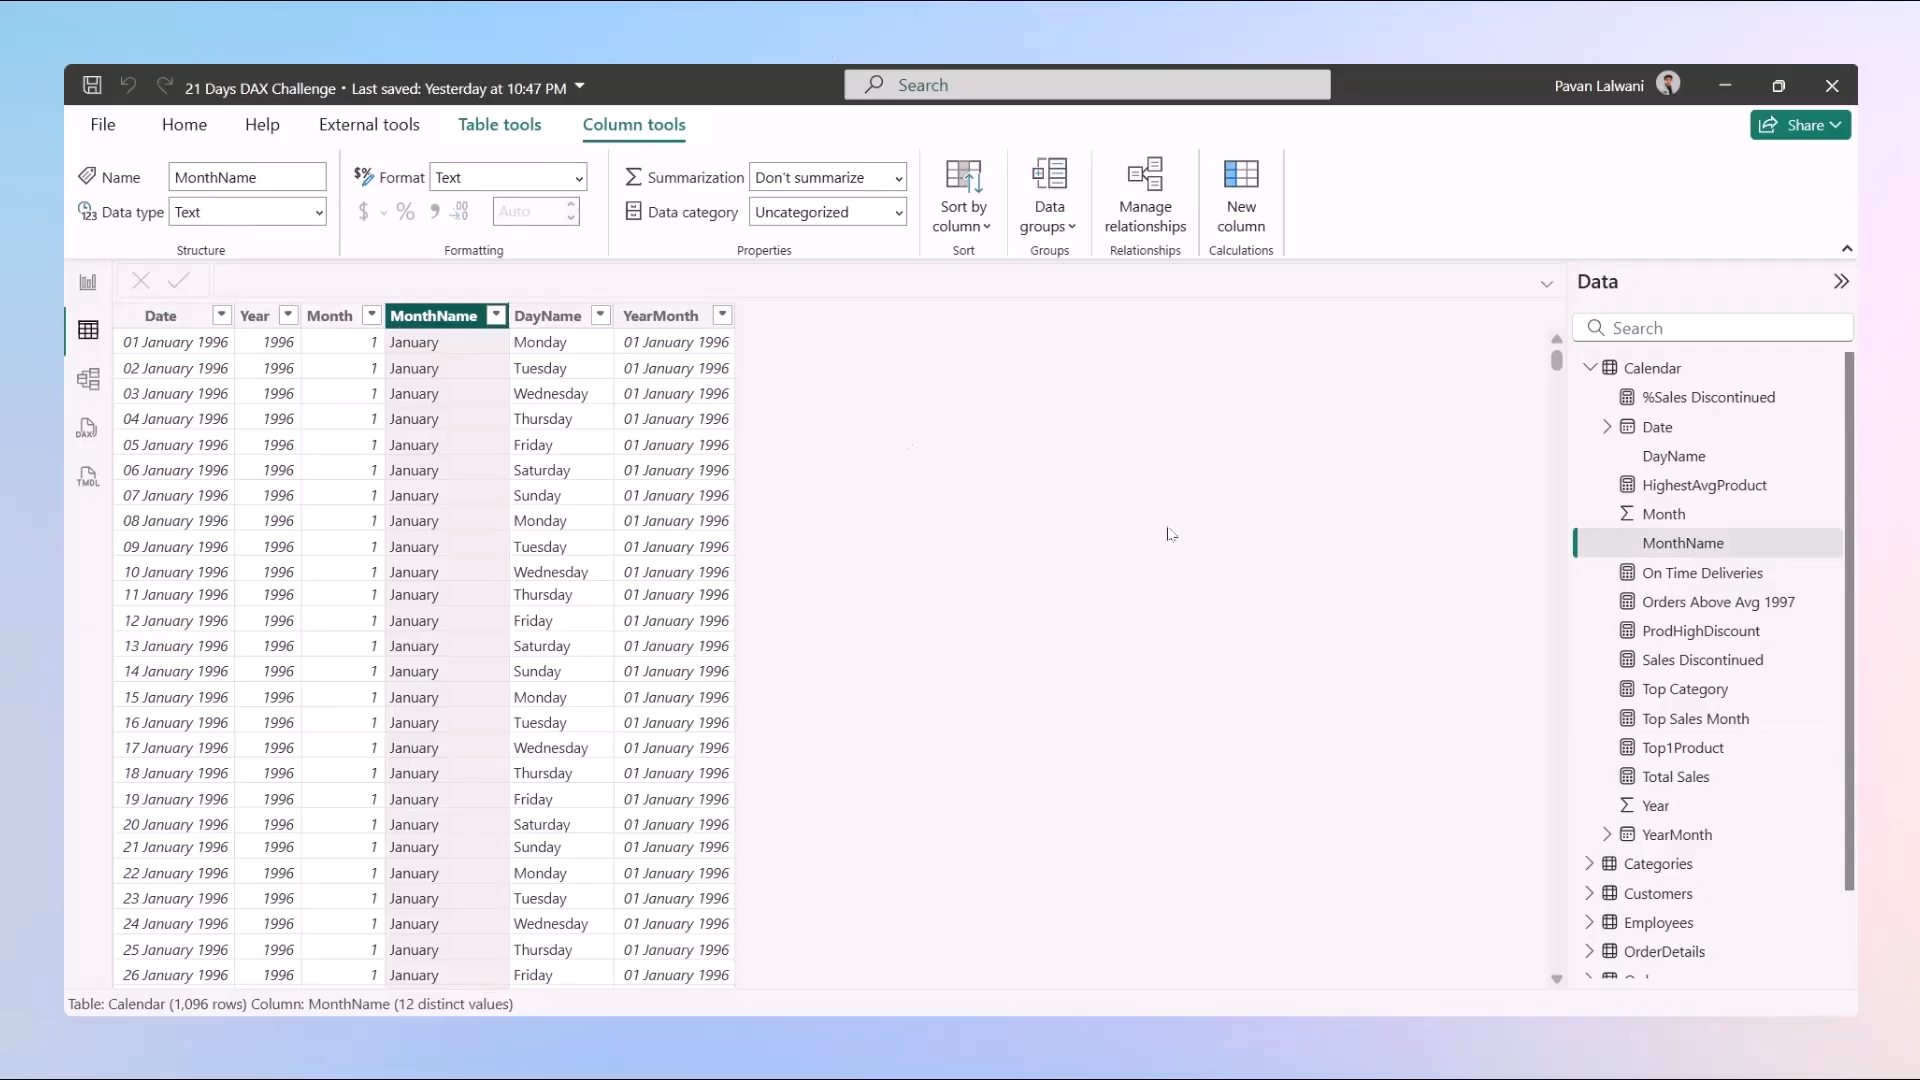 21 Days DAX Challenge • Last saved: Yesterday at 10:47 PM
Search
Pavan Lalwani
File Home Help External tools Table tools Column tools
Share
Name MonthName
Data type Text
Structure
Format Text
$ % 9 .00 Auto
Formatting
Summarization Don't summarize
Data category Uncategorized
Properties
Sort by
column
Sort
Data
groups
Groups
Manage
relationships
Relationships
New
column
Calculations
DAX
TMDL
Date Year Month MonthName DayName YearMonth
01 January 1996 1996 1 January Monday 01 January 1996
02 January 1996 1996 1 January Tuesday 01 January 1996
03 January 1996 1996 1 January Wednesday 01 January 1996
04 January 1996 1996 1 January Thursday 01 January 1996
05 January 1996 1996 1 January Friday 01 January 1996
06 January 1996 1996 1 January Saturday 01 January 1996
07 January 1996 1996 1 January Sunday 01 January 1996
08 January 1996 1996 1 January Monday 01 January 1996
09 January 1996 1996 1 January Tuesday 01 January 1996
10 January 1996 1996 1 January Wednesday 01 January 1996
11 January 1996 1996 1 January Thursday 01 January 1996
12 January 1996 1996 1 January Friday 01 January 1996
13 January 1996 1996 1 January Saturday 01 January 1996
14 January 1996 1996 1 January Sunday 01 January 1996
15 January 1996 1996 1 January Monday 01 January 1996
16 January 1996 1996 1 January Tuesday 01 January 1996
17 January 1996 1996 1 January Wednesday 01 January 1996
18 January 1996 1996 1 January Thursday 01 January 1996
19 January 1996 1996 1 January Friday 01 January 1996
20 January 1996 1996 1 January Saturday 01 January 1996
21 January 1996 1996 1 January Sunday 01 January 1996
22 January 1996 1996 1 January Monday 01 January 1996
23 January 1996 1996 1 January Tuesday 01 January 1996
24 January 1996 1996 1 January Wednesday 01 January 1996
25 January 1996 1996 1 January Thursday 01 January 1996
26 January 1996 1996 1 January Friday 01 January 1996
Data
Search
Calendar
%Sales Discontinued
Date
DayName
HighestAvgProduct
Month
MonthName
On Time Deliveries
Orders Above Avg 1997
ProdHighDiscount
Sales Discontinued
Top Category
Top Sales Month
Top1Product
Total Sales
Year
YearMonth
Categories
Customers
Employees
OrderDetails
Table: Calendar (1,096 rows) Column: MonthName (12 distinct values)